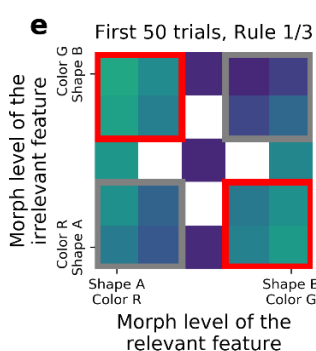 e
First 50 trials, Rule 1/3
Morph level of the
irrelevant feature
Color G
Shape B
Color R
Shape A
Shape A
Color R
Shape B
Color G
Morph level of the
relevant feature